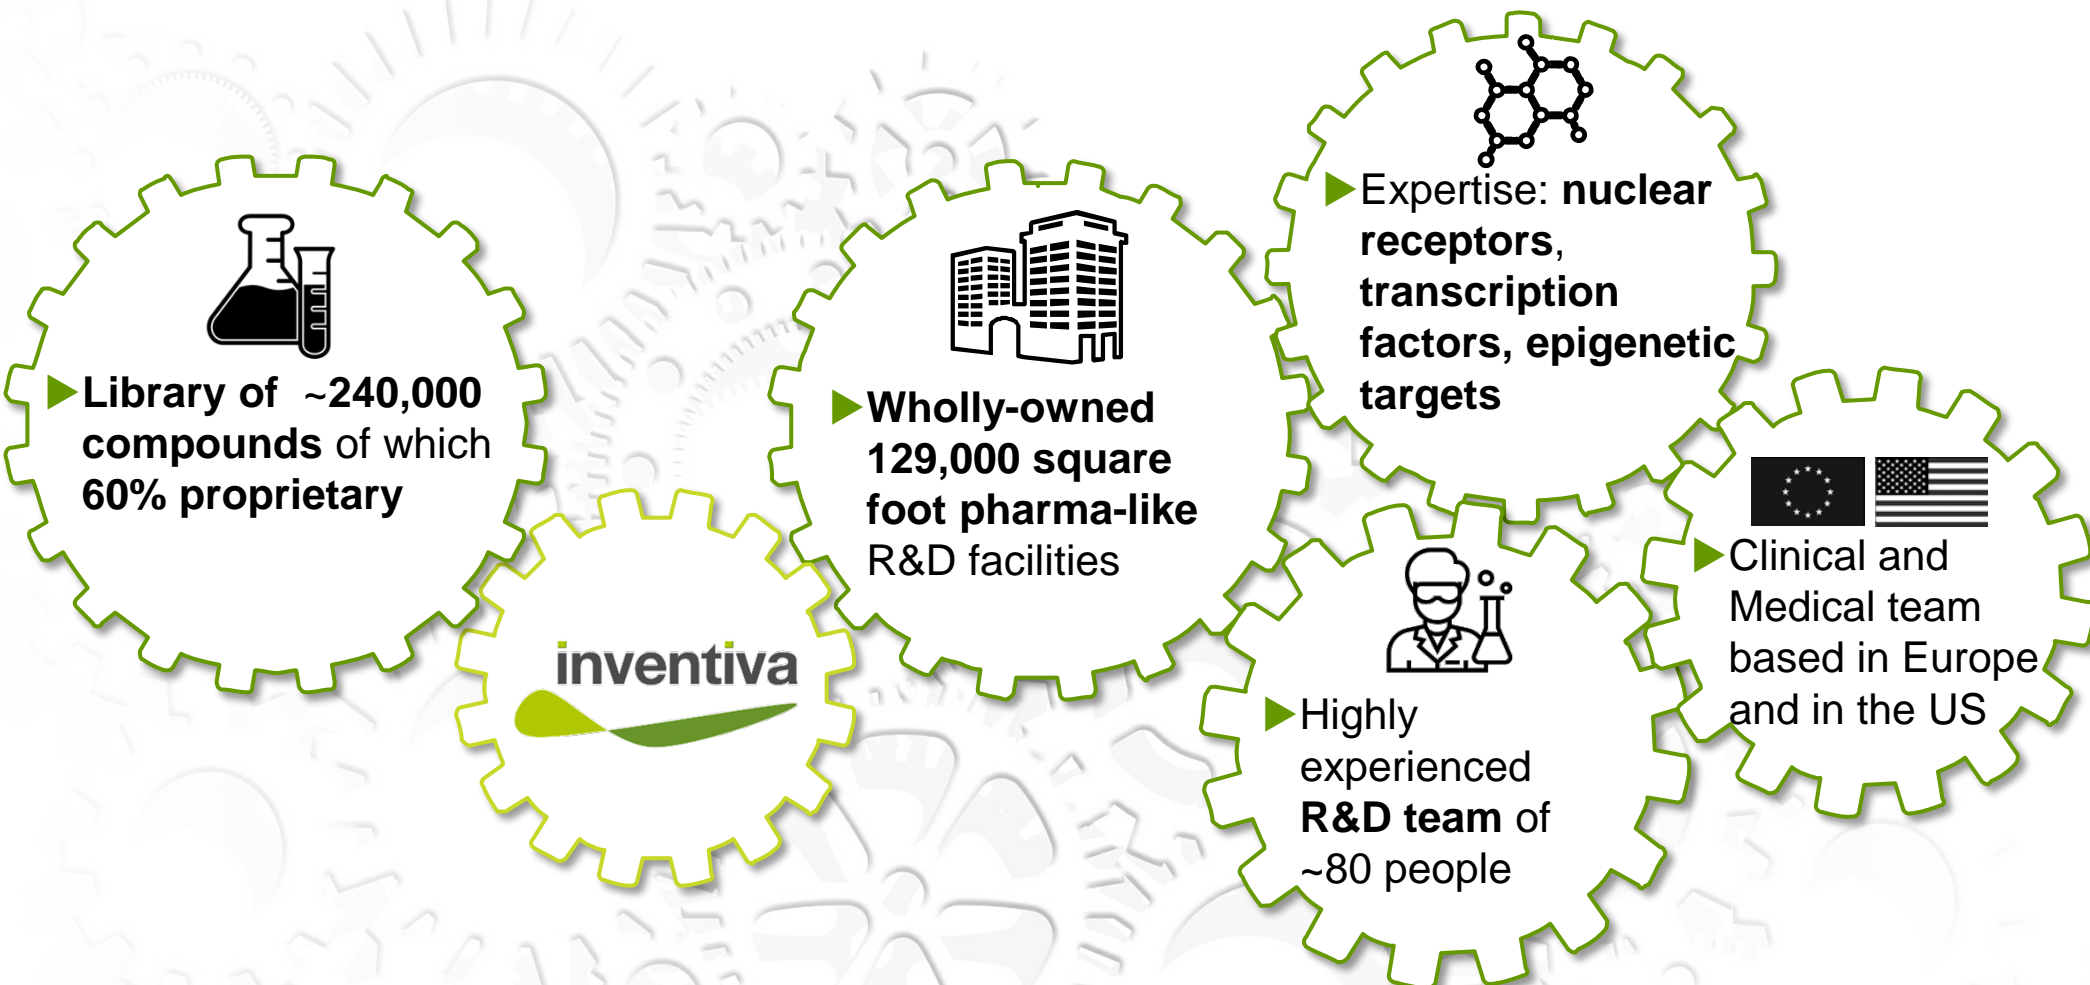 Library of ~240,000
compounds of which
60% proprietary
inventiva
Wholly-owned
129,000 square
foot pharma-like
R&D facilities
Expertise: nuclear
receptors,
transcription
factors, epigenetic
targets
Highly
experienced
R&D team of
~80 people
Clinical and
Medical team
based in Europe
and in the US